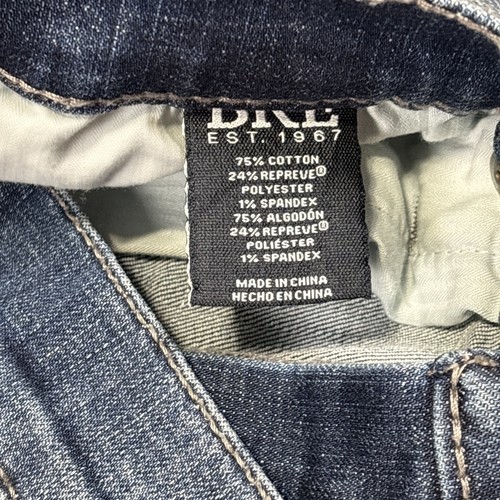 BKE
EST. 1967
75% COTTON
24% REPREVE®
POLYESTER
1% SPANDEX
75% ALGODÓN
24% REPREVE®
POLIÉSTER
1% SPANDEX
MADE IN CHINA
HECHO EN CHINA